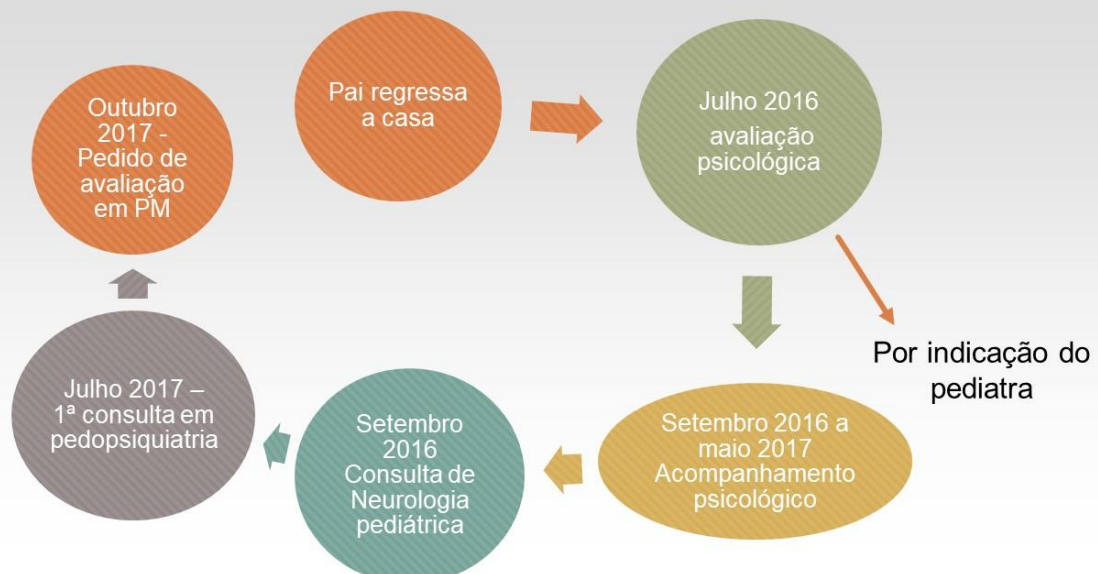 Pai regressa
a casa
Julho 2016
avaliação
psicológica
Por indicação do
pediatra
Setembro 2016 a
maio 2017
Acompanhamento
psicológico
Setembro
2016
Consulta de
Neurologia
pediátrica
Julho 2017 –
1ª consulta em
pedopsiquiatria
Outubro
2017 -
Pedido de
avaliação
em PM